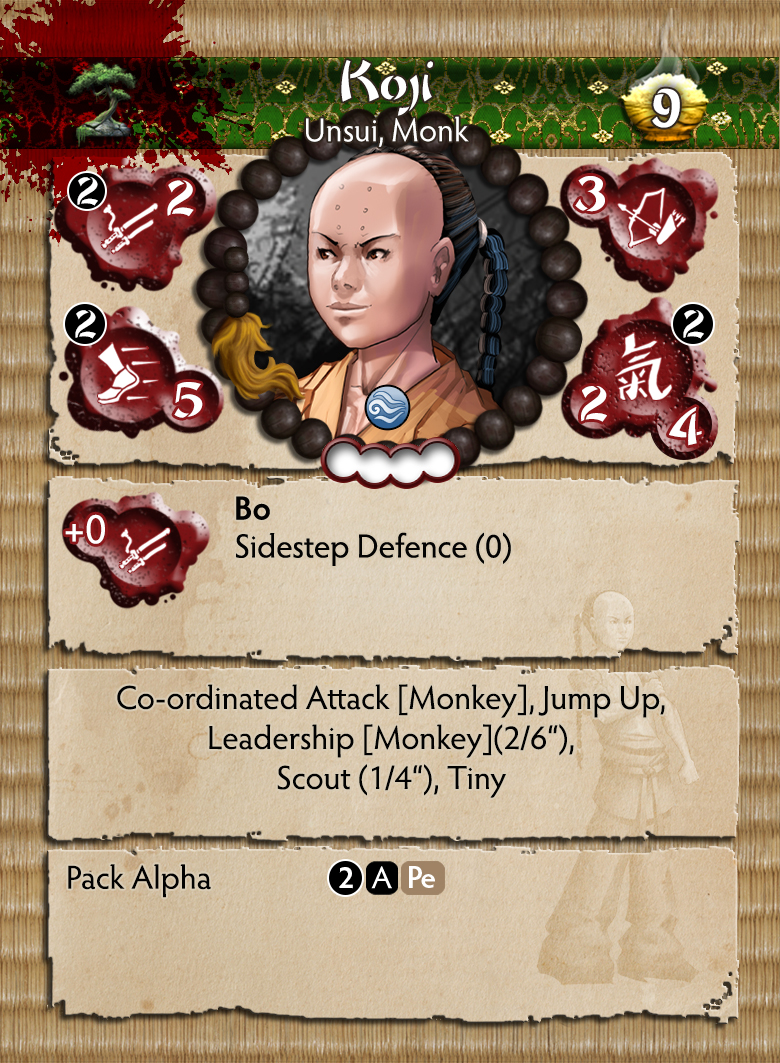 Koji
Unsui, Monk
9
2 2
3
2 5
2 氣 2 4
+0
Bo
Sidestep Defence (0)
Co-ordinated Attack [Monkey], Jump Up,
Leadership [Monkey](2/6"),
Scout (1/4"), Tiny
Pack Alpha 2 A Pe